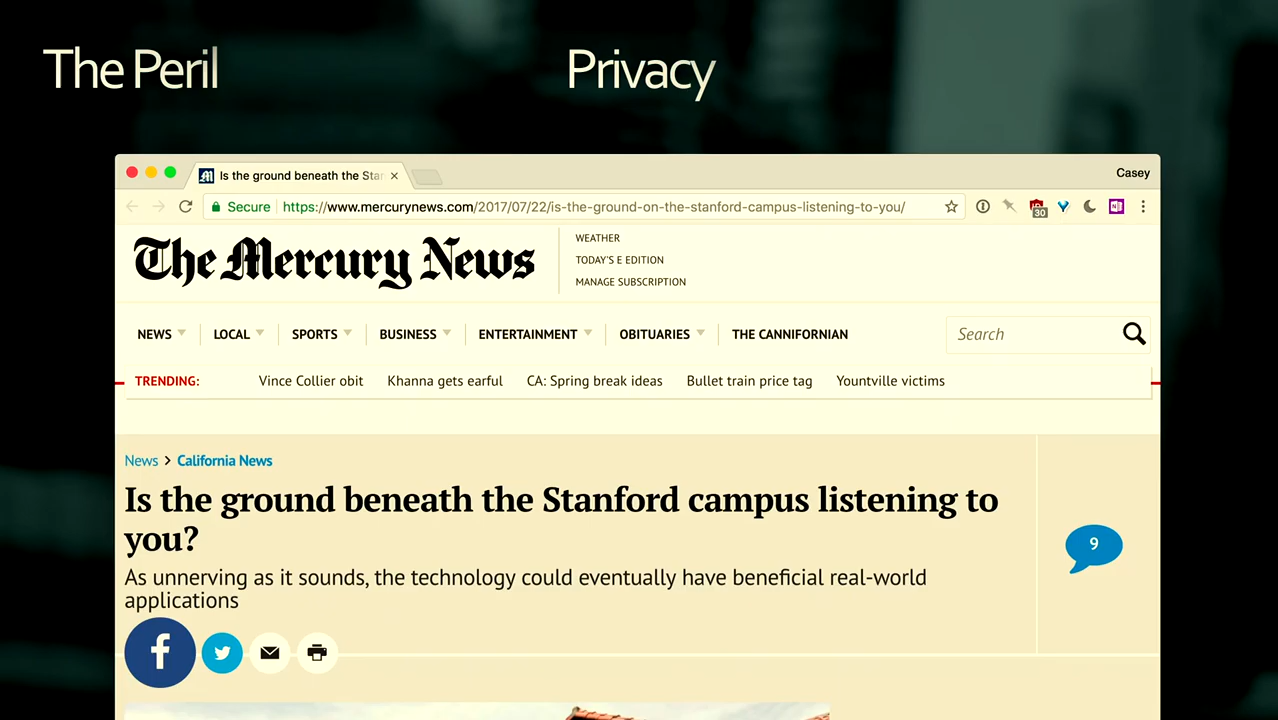 The Peril
Privacy
Is the ground beneath the Stan
Casey
Secure https://www.mercurynews.com/2017/07/22/is-the-ground-on-the-stanford-campus-listening-to-you/
30
The Mercury News
WEATHER
TODAY'S E EDITION
MANAGE SUBSCRIPTION
NEWS LOCAL SPORTS BUSINESS ENTERTAINMENT OBITUARIES THE CANNIFORNIAN
Search
TRENDING: Vince Collier obit Khanna gets earful CA: Spring break ideas Bullet train price tag Yountville victims
News > California News
Is the ground beneath the Stanford campus listening to
you?
9
As unnerving as it sounds, the technology could eventually have beneficial real-world
applications